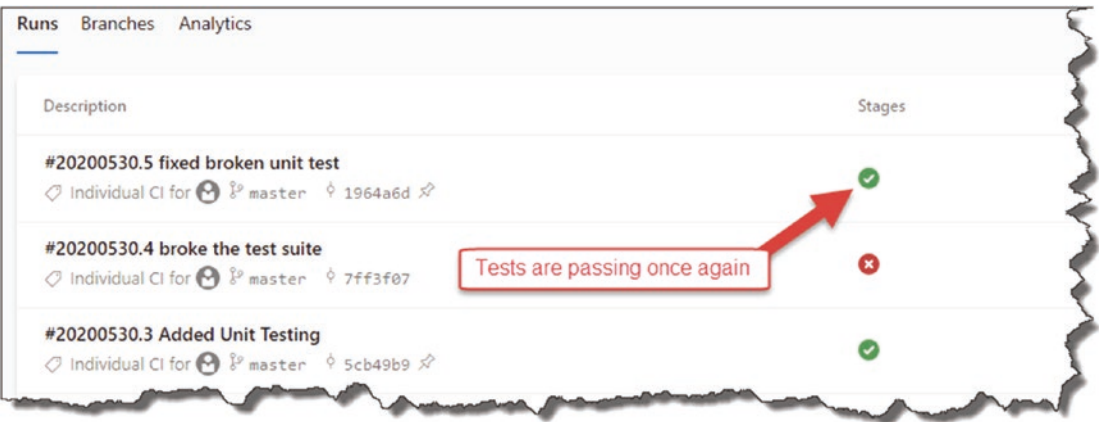 Runs Branches Analytics
Description Stages
#20200530.5 fixed broken unit test
Individual CI for master 1964a6d
#20200530.4 broke the test suite
Tests are passing once again
Individual CI for master 7ff3f07
#20200530.3 Added Unit Testing
Individual CI for master 5cb49b9